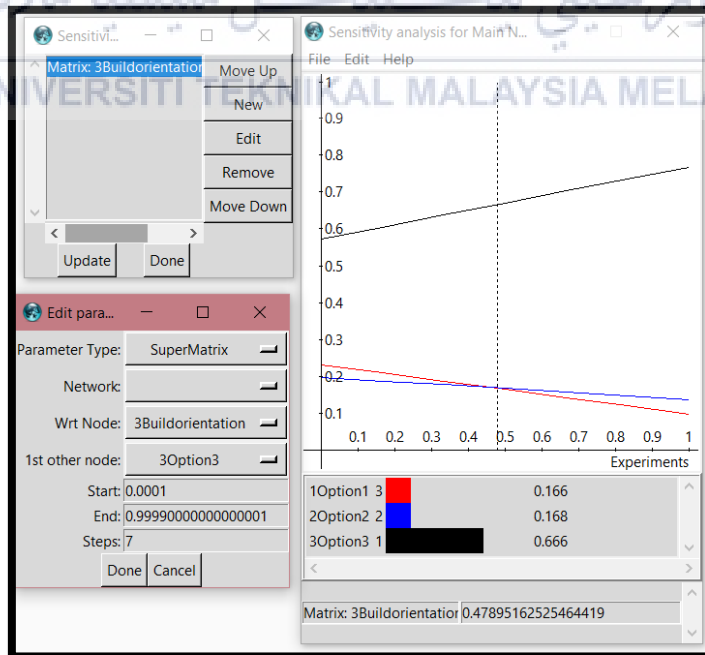 Sensitivi...
Matrix: 3Buildorientation
Move Up
New
Edit
Remove
Move Down
Update
Done
Edit para...
Parameter Type:
SuperMatrix
Network:
Wrt Node:
3Buildorientation
1st other node:
3Option3
Start:
0.0001
End:
0.99990000000000001
Steps:
7
Done
Cancel
Sensitivity analysis for Main N...
File Edit Help
UNIVERSITI TEKNIKAL MALAYSIA
1
0.9
0.8
0.7
0.6
0.5
0.4
0.3
0.2
0.1
0.1 0.2 0.3 0.4 0.5 0.6 0.7 0.8 0.9 1
Experiments
1Option1 3 0.166
2Option2 2 0.168
3Option3 1 0.666
Matrix: 3Buildorientation 0.47895162525464419